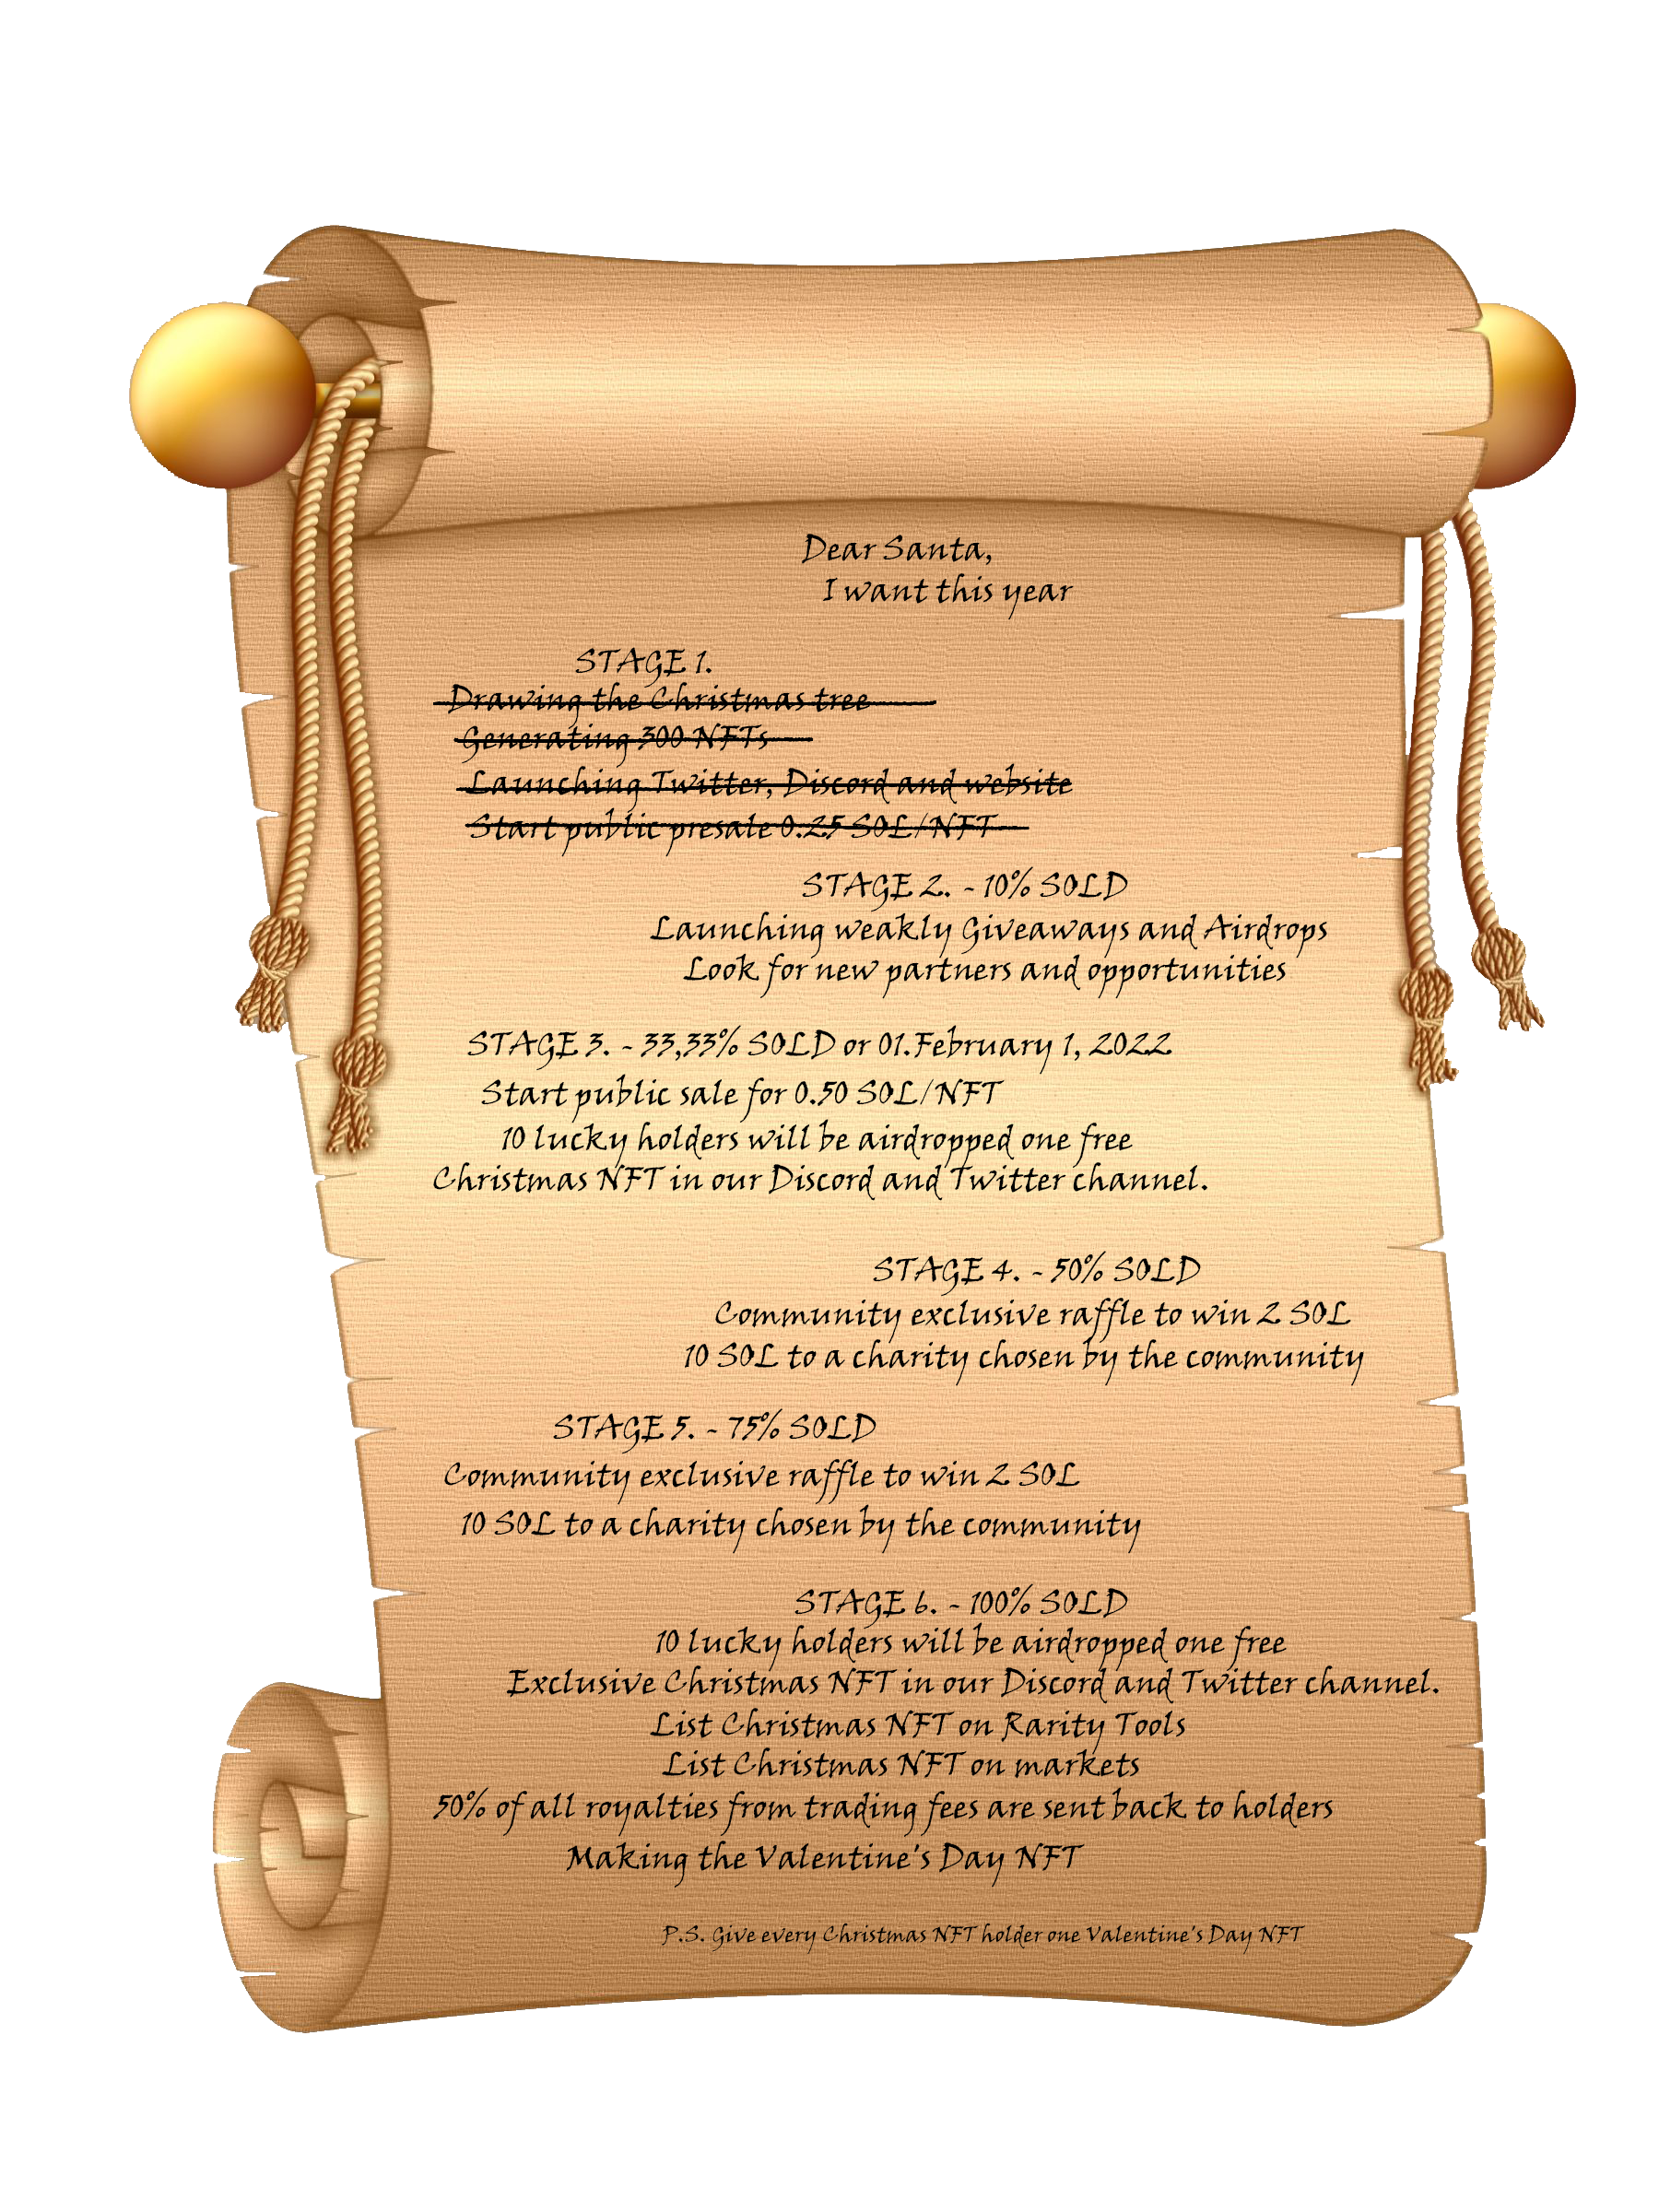 Dear Santa,
I want this year
STAGE 1.
Drawing the Christmas tree
Generating 300 NFTs
Launching Twitter, Discord and website
Start public presale 0.25 SOL/NFT
STAGE 2. - 10% SOLD
Launching weakly Giveaways and Airdrops
Look for new partners and opportunities
STAGE 3. - 33,33% SOLD or 01.February 1, 2022
Start public sale for 0.50 SOL/NFT
10 lucky holders will be airdropped one free
Christmas NFT in our Discord and Twitter channel.
STAGE 4. - 50% SOLD
Community exclusive raffle to win 2 SOL
10 SOL to a charity chosen by the community
STAGE 5. - 75% SOLD
Community exclusive raffle to win 2 SOL
10 SOL to a charity chosen by the community
STAGE 6. - 100% SOLD
10 lucky holders will be airdropped one free
Exclusive Christmas NFT in our Discord and Twitter channel.
List Christmas NFT on Rarity Tools
List Christmas NFT on markets
50% of all royalties from trading fees are sent back to holders
Making the Valentine's Day NFT
P.S. Give every Christmas NFT holder one Valentine's Day NFT